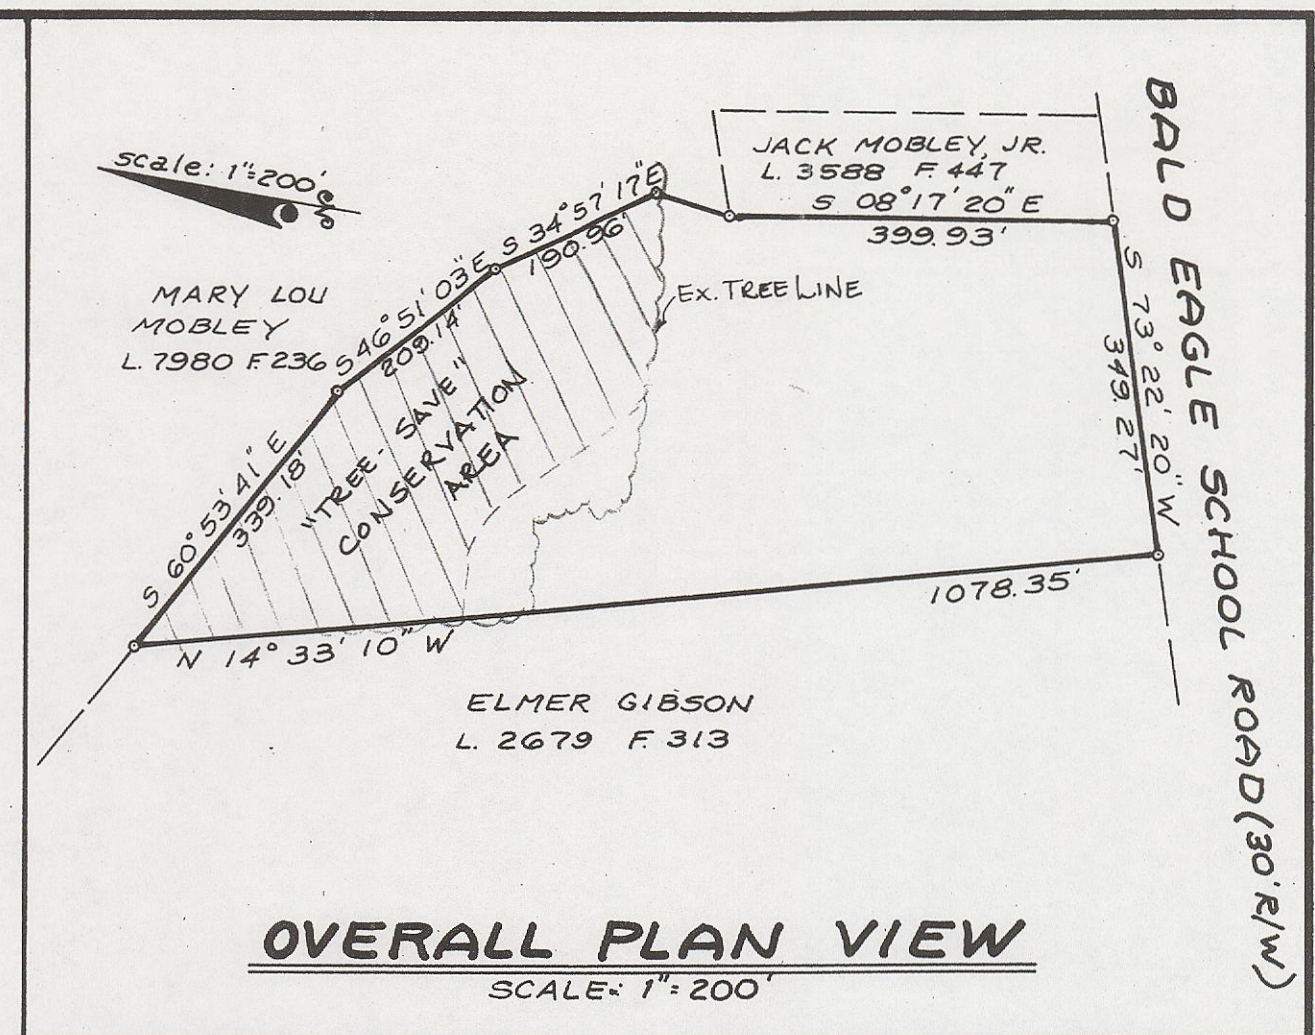 scale: 1"=200'
JACK MOBLEY, JR.
L. 3588 F. 447
S 08°17'20" E
399.93'
BALD EAGLE SCHOOL ROAD (30' R/W)
S 73° 22' 20" W
349.27'
S 34°57'17" E
190.96'
S 46°51'03" E
209.14'
S 60°53'41" E
339.18'
MARY LOU
MOBLEY
L. 7980 F. 236
EX. TREE LINE
"TREE-SAVE"
CONSERVATION
AREA
1078.35'
N 14° 33' 10" W
ELMER GIBSON
L. 2679 F. 313
OVERALL PLAN VIEW
SCALE: 1"=200'